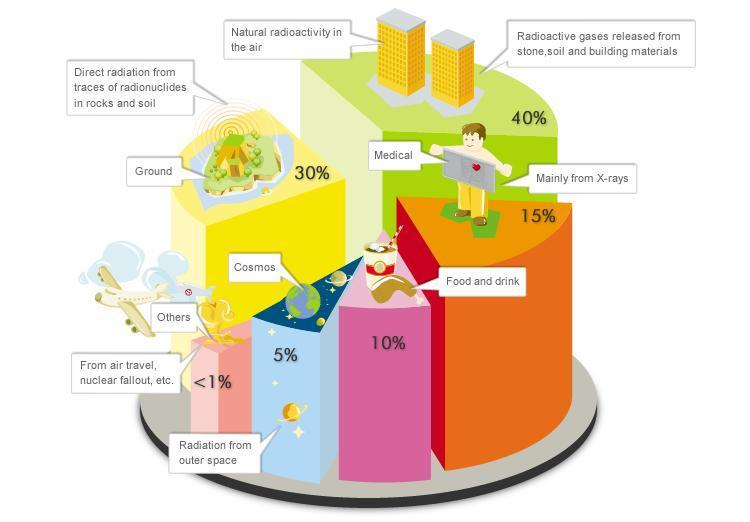 Natural radioactivity in
the air
Radioactive gases released from
stone,soil and building materials
40%
Direct radiation from
traces of radionuclides
in rocks and soil
Ground
30%
Medical
Mainly from X-rays
15%
Cosmos
Food and drink
Others
From air travel,
nuclear fallout, etc.
<1%
5%
10%
Radiation from
outer space